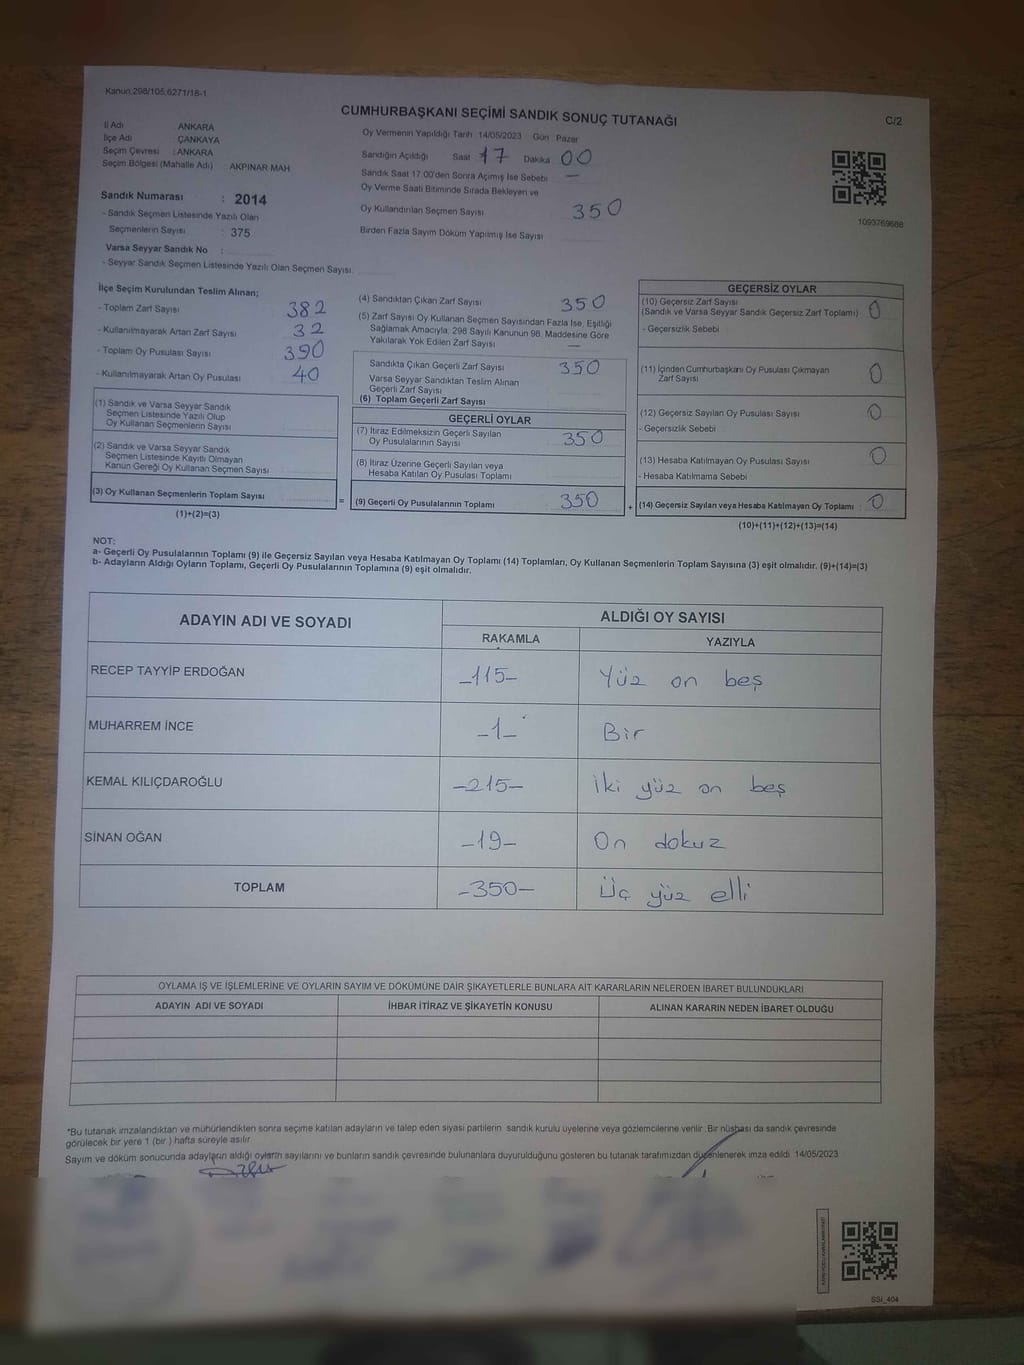 Kanun:298/105,6271/18-1
CUMHURBAŞKANI SEÇİMİ SANDIK SONUÇ TUTANAĞI
C/2
İl Adı ANKARA
İlçe Adı ÇANKAYA
Seçim Çevresi :ANKARA
Seçim Bölgesi (Mahalle Adı) : AKPINAR MAH
Oy Vermenin Yapıldığı Tarih 14/05/2023 Gün Pazar
Sandığın Açıldığı Saat 17 Dakika 00
Sandık Saat 17.00'den Sonra Açımış İse Sebebi —
Oy Verme Saati Bitiminde Sırada Bekleyen ve
Oy Kullandırılan Seçmen Sayısı 350
Birden Fazla Sayım Döküm Yapılmış İse Sayısı
1093769688
Sandık Numarası : 2014
- Sandık Seçmen Listesinde Yazılı Olan
Seçmenlerin Sayısı : 375
Varsa Seyyar Sandık No :
- Seyyar Sandık Seçmen Listesinde Yazılı Olan Seçmen Sayısı:
İlçe Seçim Kurulundan Teslim Alınan;
- Toplam Zarf Sayısı 382
- Kullanılmayarak Artan Zarf Sayısı 32
- Toplam Oy Pusulası Sayısı 390
- Kullanılmayarak Artan Oy Pusulası 40
(1) Sandık ve Varsa Seyyar Sandık
Seçmen Listesinde Yazılı Olup
Oy Kullanan Seçmenlerin Sayısı
(2) Sandık ve Varsa Seyyar Sandık
Seçmen Listesinde Kayıtlı Olmayan
Kanun Gereği Oy Kullanan Seçmen Sayısı
(3) Oy Kullanan Seçmenlerin Toplam Sayısı
(1)+(2)=(3)
=
(4) Sandıktan Çıkan Zarf Sayısı 350
(5) Zarf Sayısı Oy Kullanan Seçmen Sayısından Fazla İse, Eşitliği
Sağlamak Amacıyla; 298 Sayılı Kanunun 98. Maddesine Göre
Yakılarak Yok Edilen Zarf Sayısı —
Sandıkta Çıkan Geçerli Zarf Sayısı 350
Varsa Seyyar Sandıktan Teslim Alınan
Geçerli Zarf Sayısı
(6) Toplam Geçerli Zarf Sayısı
GEÇERLİ OYLAR
(7) İtiraz Edilmeksizin Geçerli Sayılan
Oy Pusulalarının Sayısı 350
(8) İtiraz Üzerine Geçerli Sayılan veya
Hesaba Katılan Oy Pusulası Toplamı
(9) Geçerli Oy Pusulalarının Toplamı 350
+
GEÇERSİZ OYLAR
(10) Geçersiz Zarf Sayısı
(Sandık ve Varsa Seyyar Sandık Geçersiz Zarf Toplamı) 0
- Geçersizlik Sebebi
(11) İçinden Cumhurbaşkanı Oy Pusulası Çıkmayan
Zarf Sayısı 0
(12) Geçersiz Sayılan Oy Pusulası Sayısı 0
- Geçersizlik Sebebi
(13) Hesaba Katılmayan Oy Pusulası Sayısı 0
- Hesaba Katılmama Sebebi
(14) Geçersiz Sayılan veya Hesaba Katılmayan Oy Toplamı : 0
(10)+(11)+(12)+(13)=(14)
NOT:
a- Geçerli Oy Pusulalarının Toplamı (9) ile Geçersiz Sayılan veya Hesaba Katılmayan Oy Toplamı (14) Toplamları, Oy Kullanan Seçmenlerin Toplam Sayısına (3) eşit olmalıdır. (9)+(14)=(3)
b- Adayların Aldığı Oyların Toplamı, Geçerli Oy Pusulalarının Toplamına (9) eşit olmalıdır.
ADAYIN ADI VE SOYADI ALDIĞI OY SAYISI
RAKAMLA YAZIYLA
RECEP TAYYİP ERDOĞAN -115- Yüz on beş
MUHARREM İNCE -1- Bir
KEMAL KILIÇDAROĞLU -215- İki yüz on beş
SİNAN OĞAN -19- On dokuz
TOPLAM -350- Üç yüz elli
OYLAMA İŞ VE İŞLEMLERİNE VE OYLARIN SAYIM VE DÖKÜMÜNE DAİR ŞİKAYETLERLE BUNLARA AİT KARARLARIN NELERDEN İBARET BULUNDUKLARI
ADAYIN ADI VE SOYADI İHBAR İTİRAZ VE ŞİKAYETİN KONUSU ALINAN KARARIN NEDEN İBARET OLDUĞU
*Bu tutanak imzalandıktan ve mühürlendikten sonra seçime katılan adayların ve talep eden siyasi partilerin sandık kurulu üyelerine veya gözlemcilerine verilir. Bir nüshası da sandık çevresinde
görülecek bir yere 1 (bir ) hafta süreyle asılır.
Sayım ve döküm sonucunda adayların aldığı oyların sayılarını ve bunların sandık çevresinde bulunanlara duyurulduğunu gösteren bu tutanak tarafımızdan düzenlenerek imza edildi. 14/05/2023
SSI_404